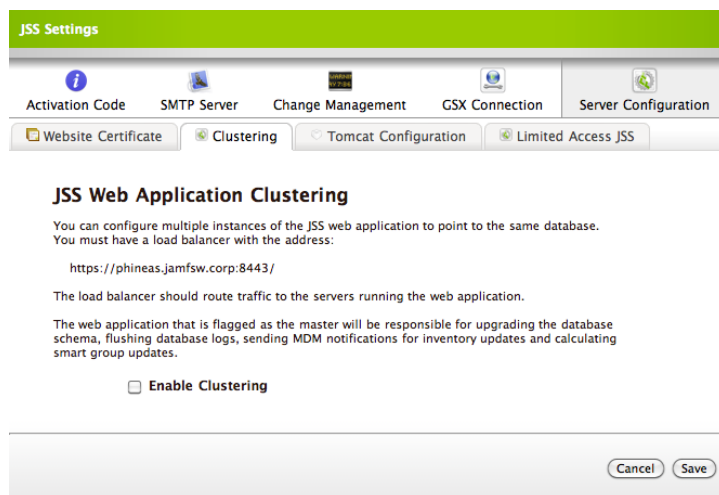 JSS Settings
Activation Code
SMTP Server
Change Management
GSX Connection
Server Configuration
Website Certificate
Clustering
Tomcat Configuration
Limited Access JSS
JSS Web Application Clustering
You can configure multiple instances of the JSS web application to point to the same database.
You must have a load balancer with the address:
https://phineas.jamfsw.corp:8443/
The load balancer should route traffic to the servers running the web application.
The web application that is flagged as the master will be responsible for upgrading the database
schema, flushing database logs, sending MDM notifications for inventory updates and calculating
smart group updates.
Enable Clustering
Cancel
Save